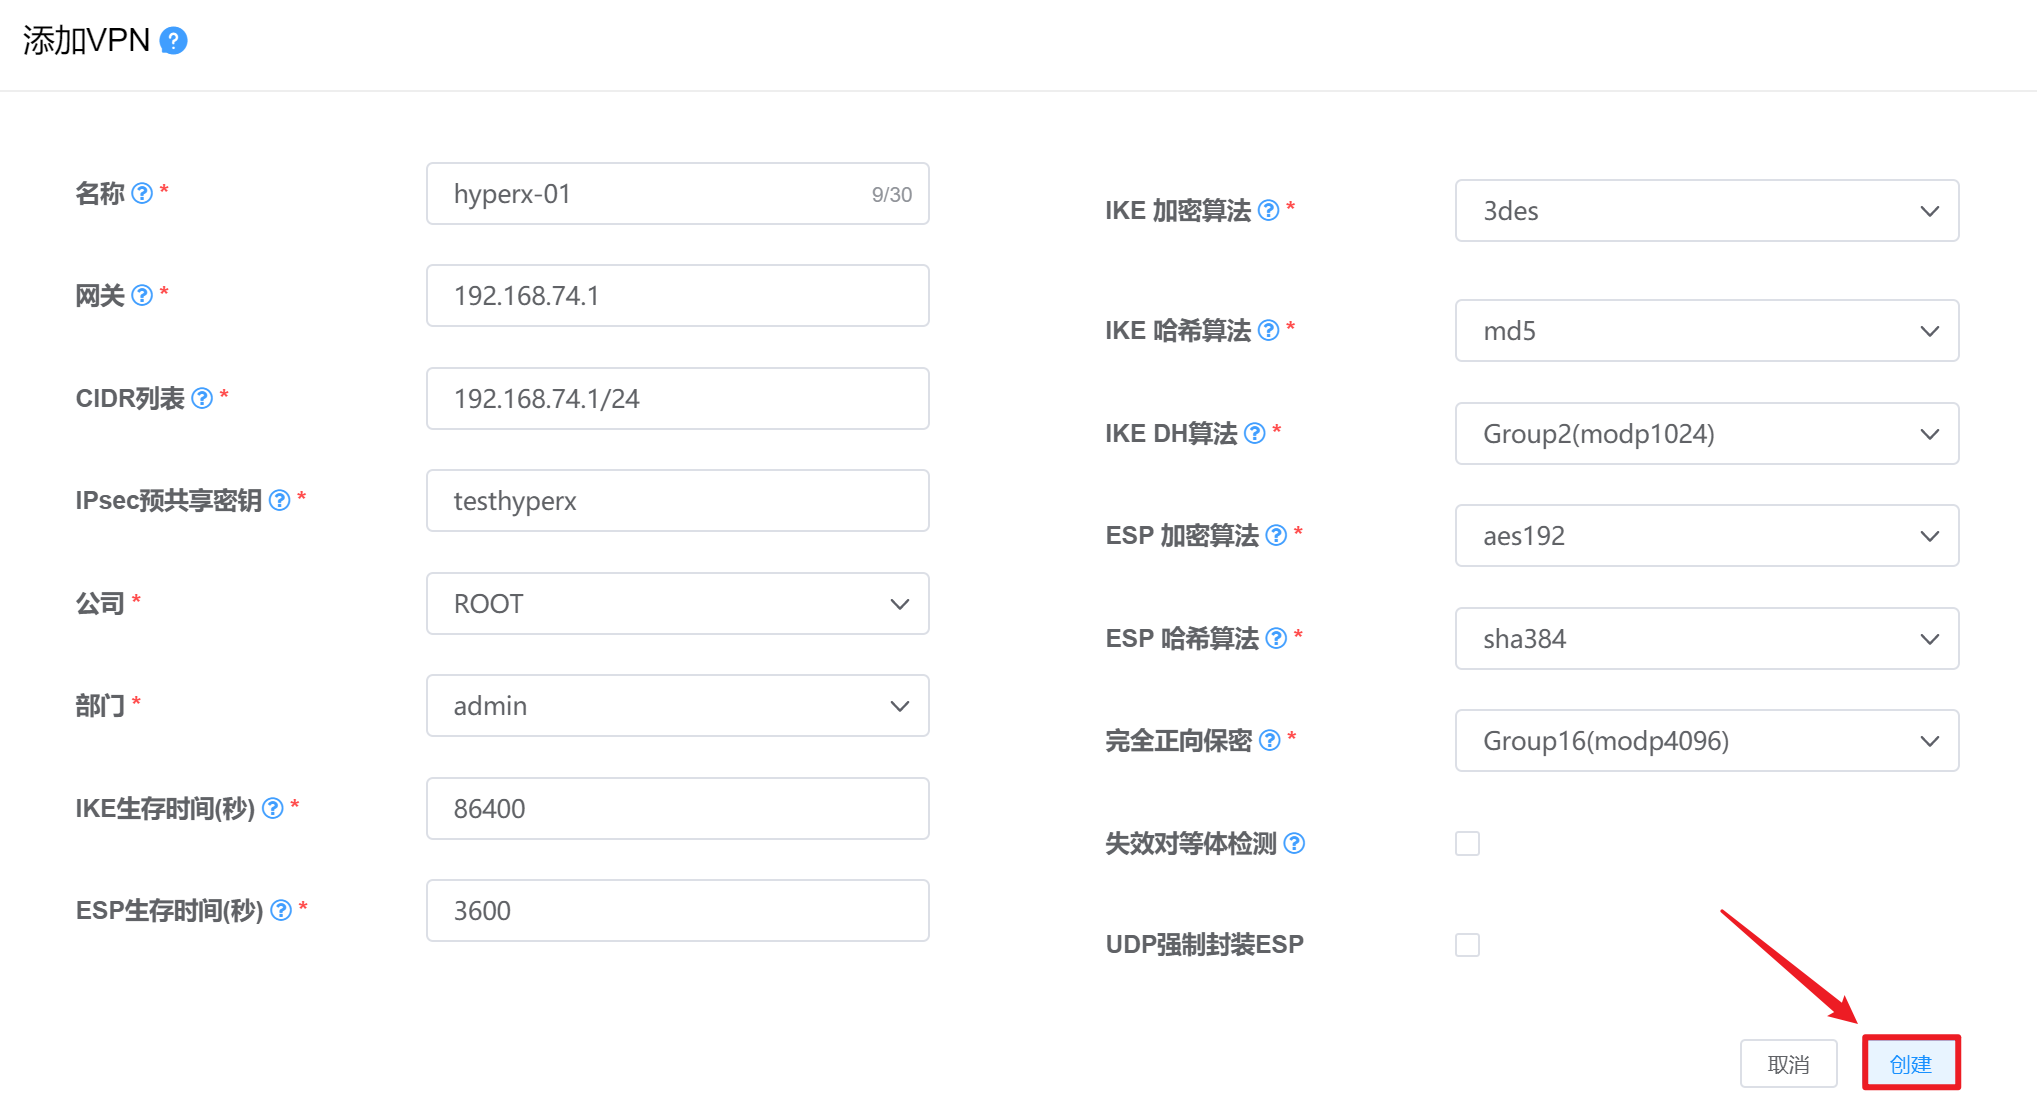 添加VPN ?
名称 ? * hyperx-01 9/30
网关 ? * 192.168.74.1
CIDR列表 ? * 192.168.74.1/24
IPsec预共享密钥 ? * testhyperx
公司 * ROOT
部门 * admin
IKE生存时间(秒) ? * 86400
ESP生存时间(秒) ? * 3600
IKE 加密算法 ? * 3des
IKE 哈希算法 ? * md5
IKE DH算法 ? * Group2(modp1024)
ESP 加密算法 ? * aes192
ESP 哈希算法 ? * sha384
完全正向保密 ? * Group16(modp4096)
失效对等体检测 ?
UDP强制封装ESP
取消 创建